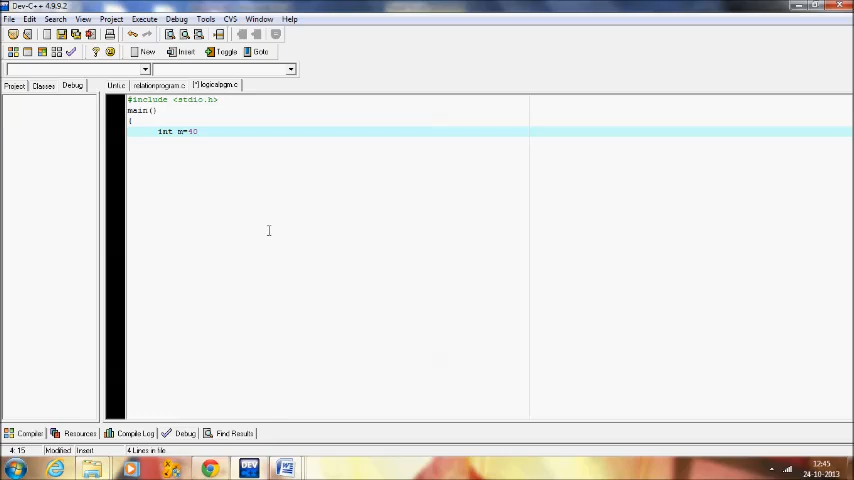 Dev-C++ 4.9.9.2
File Edit Search View Project Execute Debug Tools CVS Window Help
New Insert Toggle Goto
Project Classes Debug
relationprogram.c [*] logicalpgm.c
#include <stdio.h>
main()
{
int m=40
Compiler Resources Compile Log Debug Find Results
4: 15 Modified Insert 4 Lines in file
DEV
12:45
24-10-2013